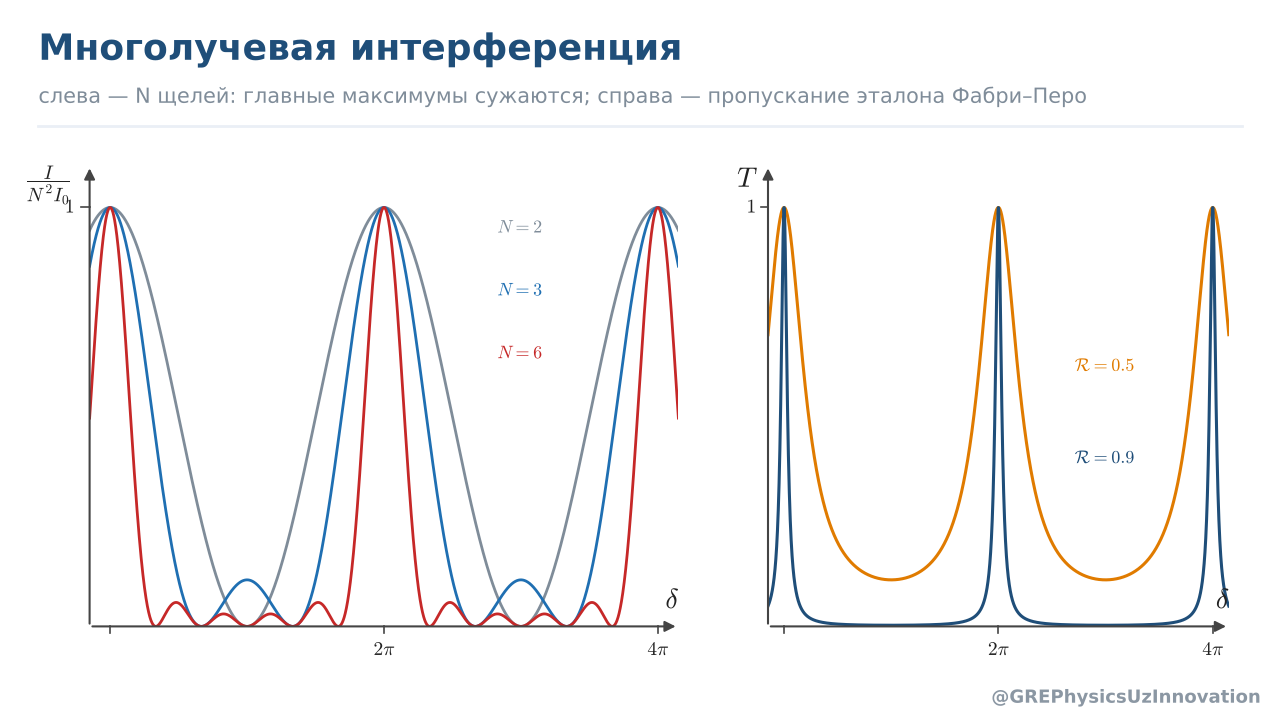 Многолучевая интерференция
слева — N щелей: главные максимумы сужаются; справа — пропускание эталона Фабри–Перо
I
N²I₀
1
N = 2
N = 3
N = 6
δ
2π
4π
T
1
ℛ = 0.5
ℛ = 0.9
δ
2π
4π
@GREPhysicsUzInnovation